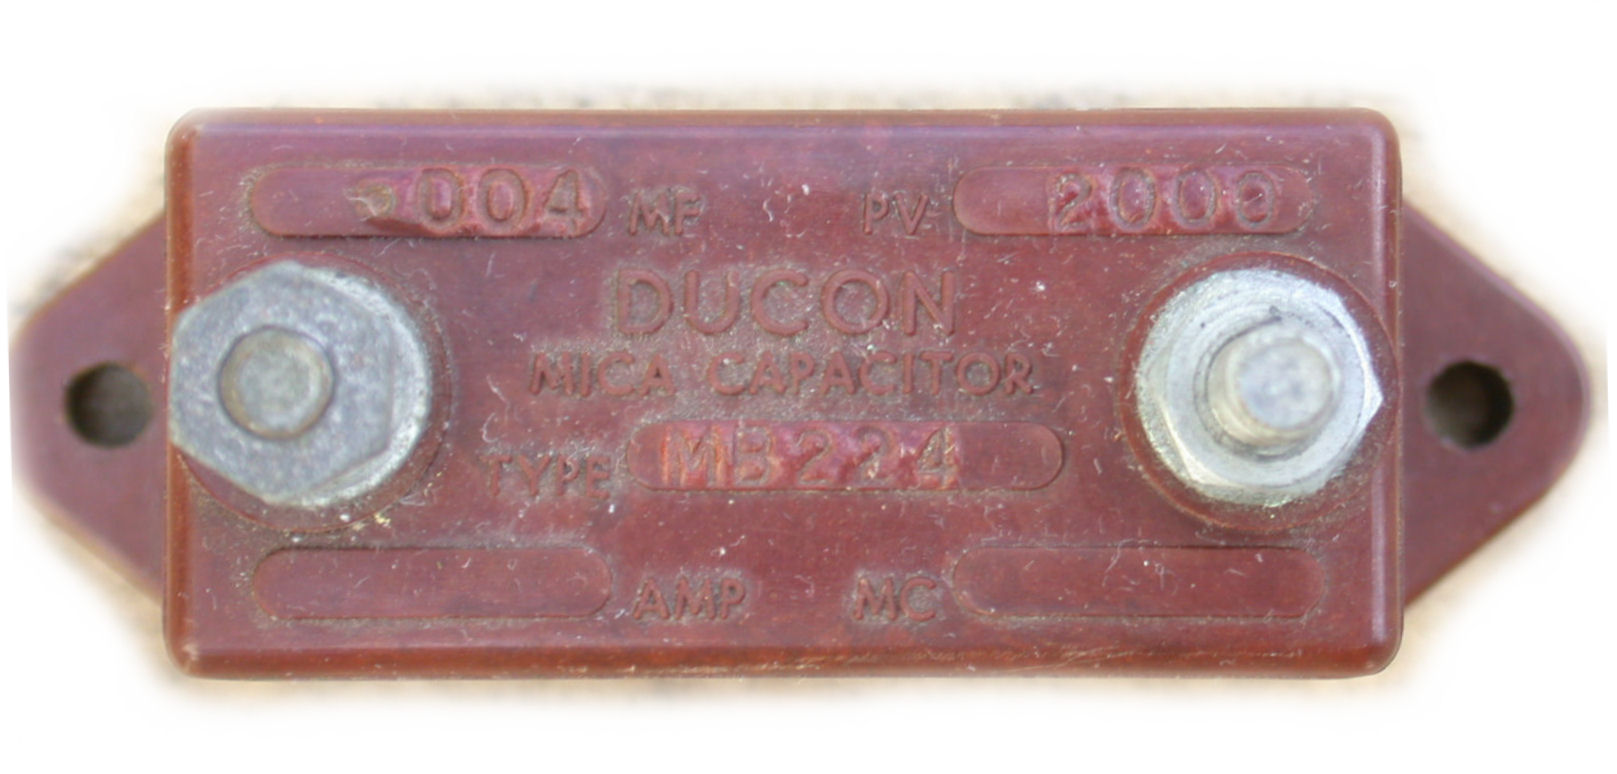 .004 MF PV 2000
DUCON
MICA CAPACITOR
TYPE MB224
AMP MC